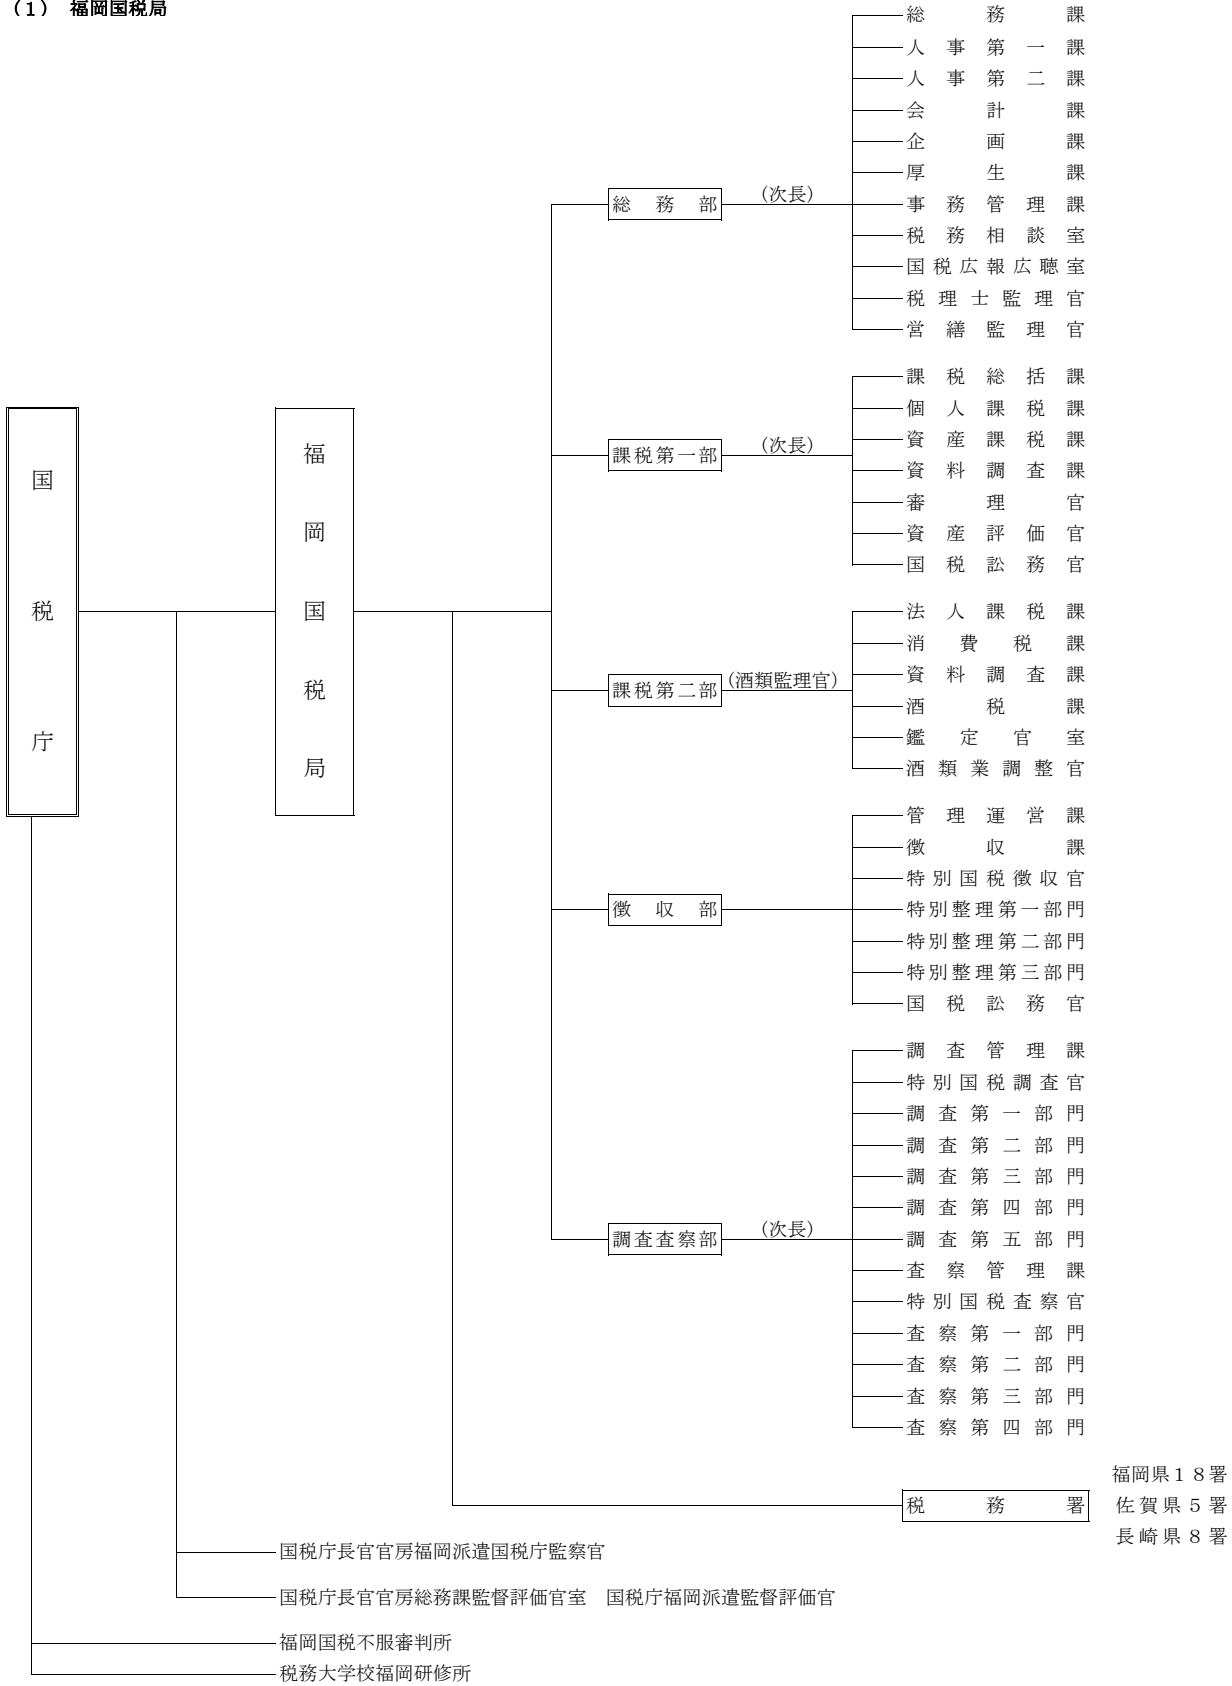 （１）　福岡国税局
国税庁
福岡国税局
総務部
（次長）
総務課
人事第一課
人事第二課
会計課
企画課
厚生課
事務管理課
税務相談室
国税広報広聴室
税理士監理官
営繕監理官
課税第一部
（次長）
課税総括課
個人課税課
資産課税課
資料調査課
審理官
資産評価官
国税訟務官
課税第二部
（酒類監理官）
法人課税課
消費税課
資料調査課
酒税課
鑑定官室
酒類業調整官
徴収部
管理運営課
徴収課
特別国税徴収官
特別整理第一部門
特別整理第二部門
特別整理第三部門
国税訟務官
調査査察部
（次長）
調査管理課
特別国税調査官
調査第一部門
調査第二部門
調査第三部門
調査第四部門
調査第五部門
査察管理課
特別国税査察官
査察第一部門
査察第二部門
査察第三部門
査察第四部門
税務署
福岡県１８署
佐賀県５署
長崎県８署
国税庁長官官房福岡派遣国税庁監察官
国税庁長官官房総務課監督評価官室　国税庁福岡派遣監督評価官
福岡国税不服審判所
税務大学校福岡研修所